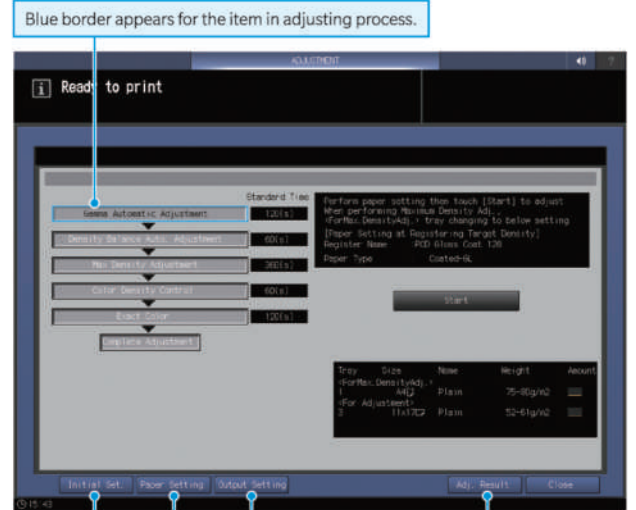 Blue border appears for the item in adjusting process.
ADJUSTMENT
?
i Ready to print
Standard Time
Gamma Automatic Adjustment 120(s)
Density Balance Auto. Adjustment 60(s)
Max Density Adjustment 360(s)
Color Density Control 60(s)
Exact Color 120(s)
Complete Adjustment
Perform paper setting then touch [Start] to adjust
When performing Maximum Density Adj.,
<ForMax.DensityAdj.> tray changing to below setting
[Paper Setting at Registering Target Density]
Register Name : POD Gloss Coat 128
Paper Type : Coated-GL
Start
Tray Size Name Weight Amount
<ForMax.DensityAdj.>
1 A4 Plain 75-80g/m2
<For Adjustment>
3 11x17 Plain 52-61g/m2
Initial Set. Paper Setting Output Setting Adj. Result Close
15:43